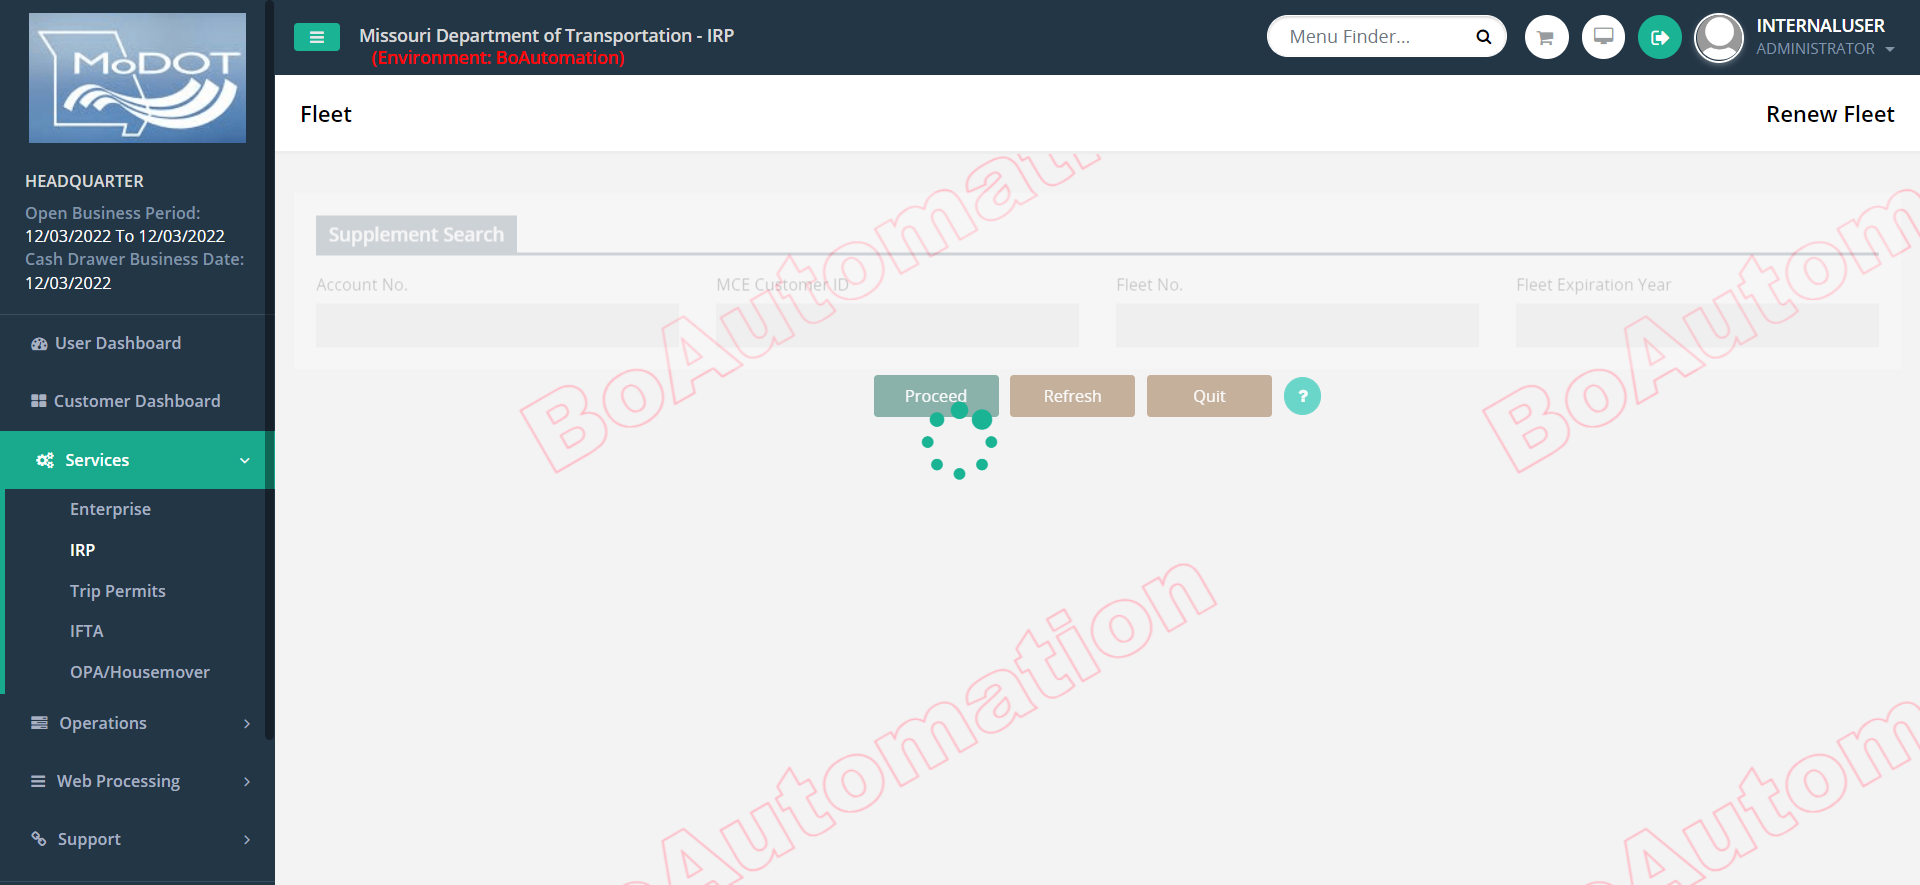 MoDOT
Missouri Department of Transportation - IRP
(Environment: BoAutomation)
Menu Finder...
INTERNALUSER
ADMINISTRATOR
Fleet
Renew Fleet
HEADQUARTER
Open Business Period:
12/03/2022 To 12/03/2022
Cash Drawer Business Date:
12/03/2022
User Dashboard
Customer Dashboard
Services
Enterprise
IRP
Trip Permits
IFTA
OPA/Housemover
Operations
Web Processing
Support
Supplement Search
Account No.
MCE Customer ID
Fleet No.
Fleet Expiration Year
Proceed
Refresh
Quit
?
BoAutomati
BoAutom
BoAutomation
Autom